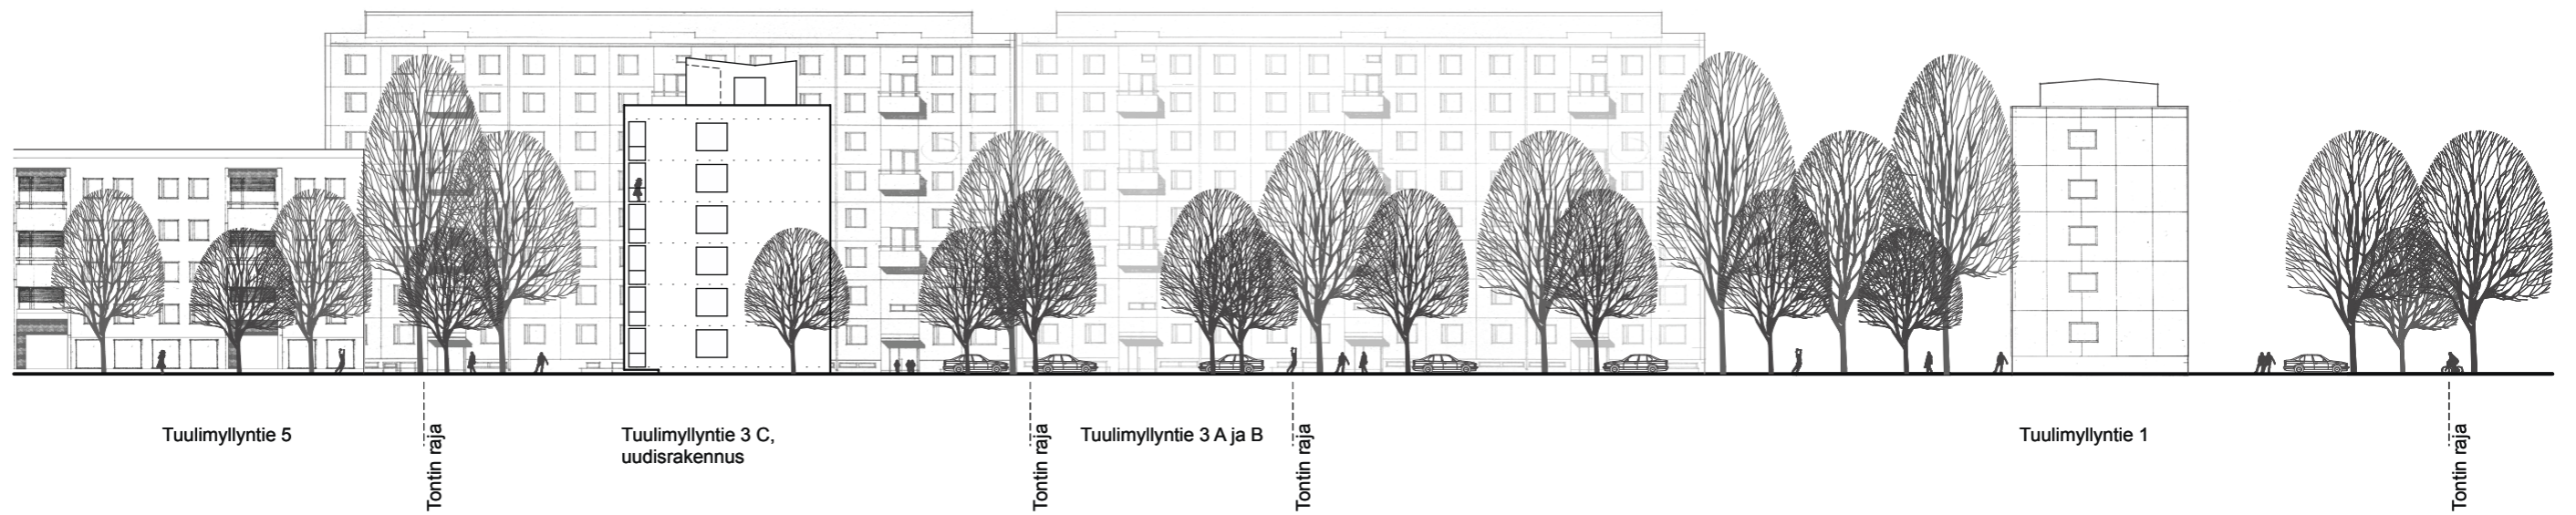 Tuulimyllyntie 5
Tontin raja
Tuulimyllyntie 3 C,
uudisrakennus
Tontin raja
Tuulimyllyntie 3 A ja B
Tontin raja
Tuulimyllyntie 1
Tontin raja